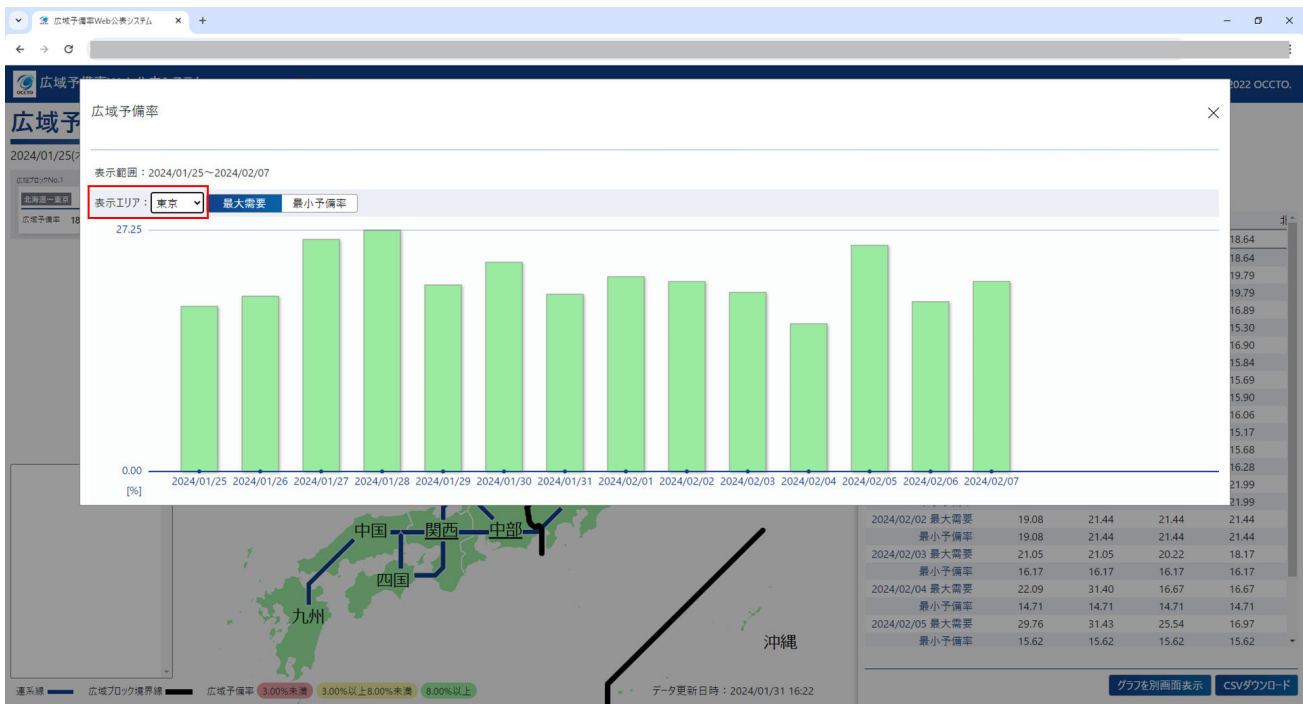 広域予備率Web公表システム
OCCTO
広域予
2022 OCCTO.
広域予
2024/01/25(
広域ブロックNo.1
北海道~東京
広域予備率 18
広域予備率
表示範囲:2024/01/25~2024/02/07
表示エリア: 東京 最大需要 最小予備率
27.25
0.00
[%]
2024/01/25 2024/01/26 2024/01/27 2024/01/28 2024/01/29 2024/01/30 2024/01/31 2024/02/01 2024/02/02 2024/02/03 2024/02/04 2024/02/05 2024/02/06 2024/02/07
北
18.64
18.64
19.79
19.79
16.89
15.30
16.90
15.84
15.69
15.90
16.06
15.17
15.68
16.28
21.99
21.99
2024/02/02 最大需要 19.08 21.44 21.44 21.44
最小予備率 19.08 21.44 21.44 21.44
2024/02/03 最大需要 21.05 21.05 20.22 18.17
最小予備率 16.17 16.17 16.17 16.17
2024/02/04 最大需要 22.09 31.40 16.67 16.67
最小予備率 14.71 14.71 14.71 14.71
2024/02/05 最大需要 29.76 31.43 25.54 16.97
最小予備率 15.62 15.62 15.62 15.62
中国 関西 中部
四国
九州
沖縄
連系線 広域ブロック境界線 広域予備率 3.00%未満 3.00%以上8.00%未満 8.00%以上
データ更新日時:2024/01/31 16:22
グラフを別画面表示 CSVダウンロード